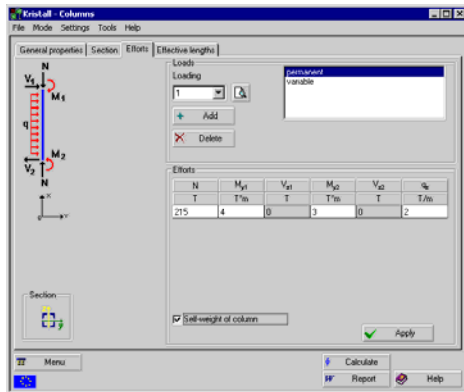 Kristall - Columns
File Mode Settings Tools Help
General properties Section Efforts Effective lengths
N
V1
M1
q
M2
V2
N
X
Y
Section
Loads
Loading
1
Add
Delete
permanent
variable
Efforts
N My1 Vz1 My2 Vz2 qz
T T*m T T*m T T/m
215 4 0 3 0 2
Self-weight of column
Apply
Menu
Calculate
Report
Help